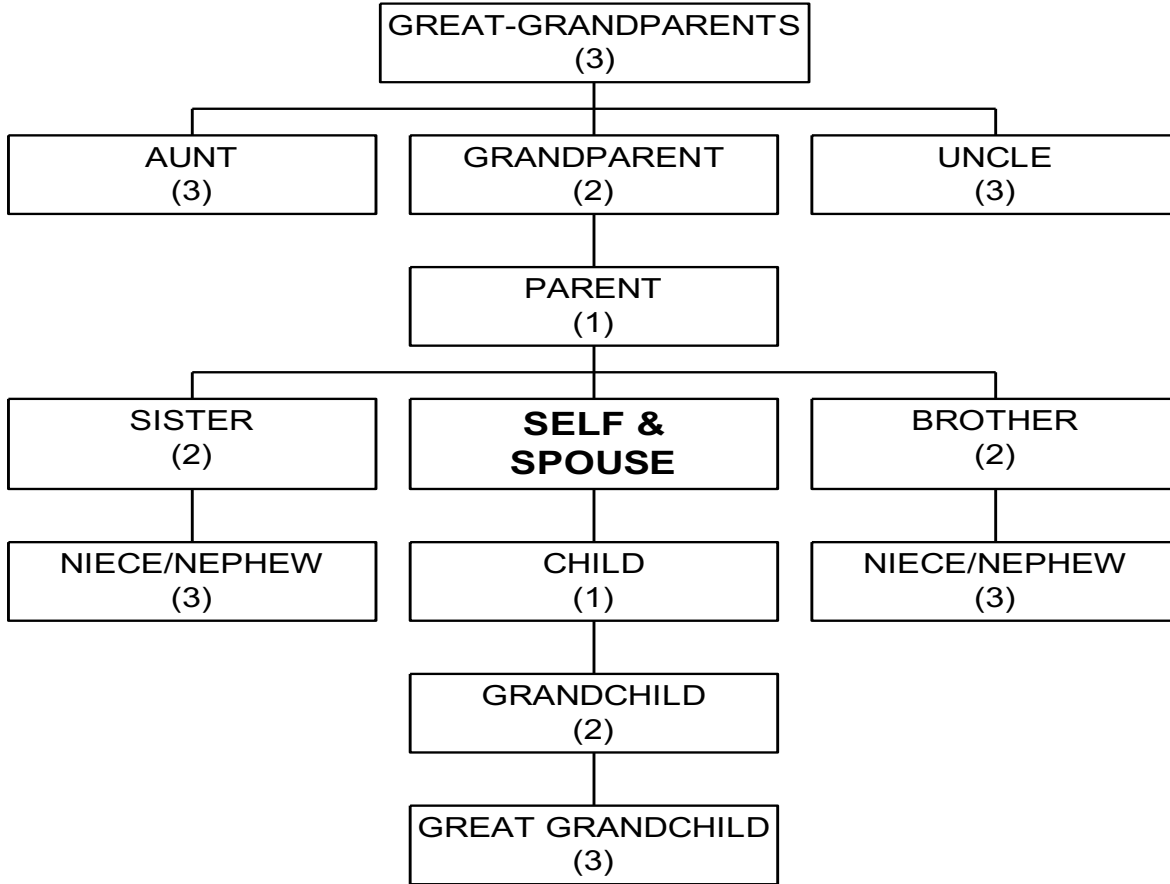 GREAT-GRANDPARENTS
(3)
AUNT
(3)
GRANDPARENT
(2)
UNCLE
(3)
PARENT
(1)
SISTER
(2)
SELF &
SPOUSE
BROTHER
(2)
NIECE/NEPHEW
(3)
CHILD
(1)
NIECE/NEPHEW
(3)
GRANDCHILD
(2)
GREAT GRANDCHILD
(3)